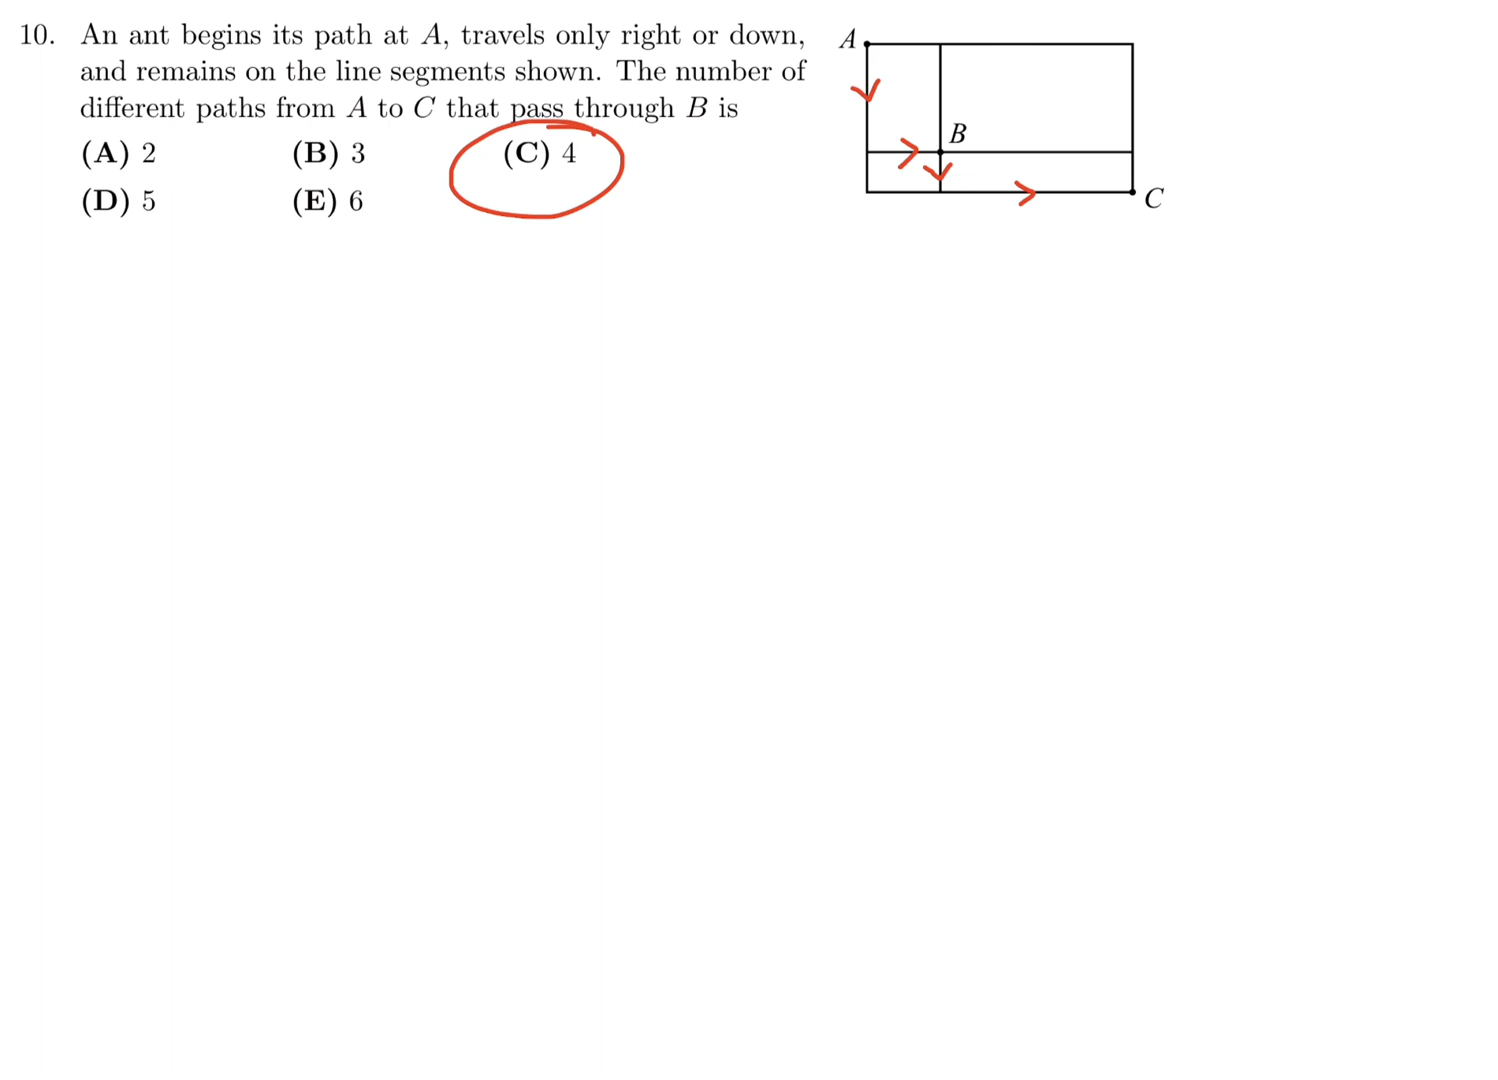 10. An ant begins its path at A, travels only right or down,
and remains on the line segments shown. The number of
different paths from A to C that pass through B is
(A) 2 (B) 3 (C) 4
(D) 5 (E) 6
A
B
C